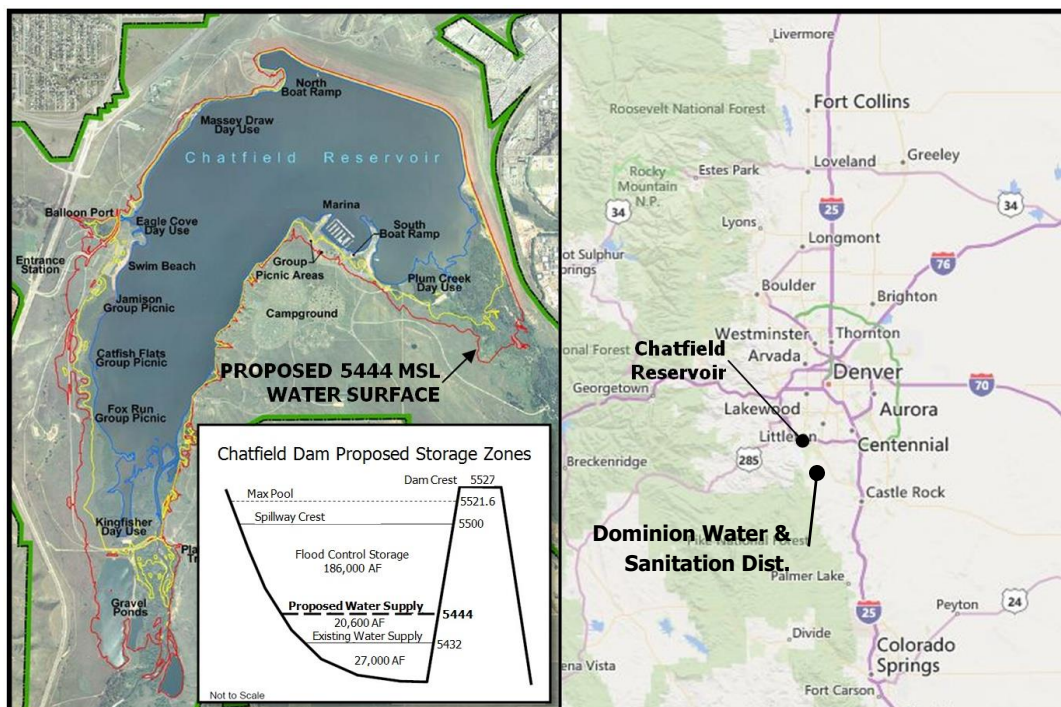 North
Boat Ramp
Massey Draw
Day Use
Chatfield Reservoir
Balloon Port
Eagle Cove
Day Use
Marina
South
Boat Ramp
Entrance
Station
Swim Beach
Group
Picnic Areas
Plum Creek
Day Use
Jamison
Group Picnic
Campground
Catfish Flats
Group Picnic
PROPOSED 5444 MSL
WATER SURFACE
Fox Run
Group Picnic
Kingfisher
Day Use
Gravel
Ponds
Chatfield Dam Proposed Storage Zones
Dam Crest 5527
Max Pool
5521.6
Spillway Crest
5500
Flood Control Storage
186,000 AF
Proposed Water Supply
5444
20,600 AF
Existing Water Supply
5432
27,000 AF
Not to Scale
Livermore
Roosevelt National Forest
Fort Collins
Estes Park
Loveland
Greeley
Rocky
Mountain
N.P.
34
25
34
Lyons
Longmont
76
Boulder
Brighton
Westminster
Thornton
Arvada
Chatfield
Reservoir
Denver
Georgetown
70
Lakewood
Aurora
Littleton
Centennial
285
Breckenridge
Castle Rock
Dominion Water &
Sanitation Dist.
National Forest
Palmer Lake
Peyton
24
25
Divide
Colorado
Springs
Fort Carson